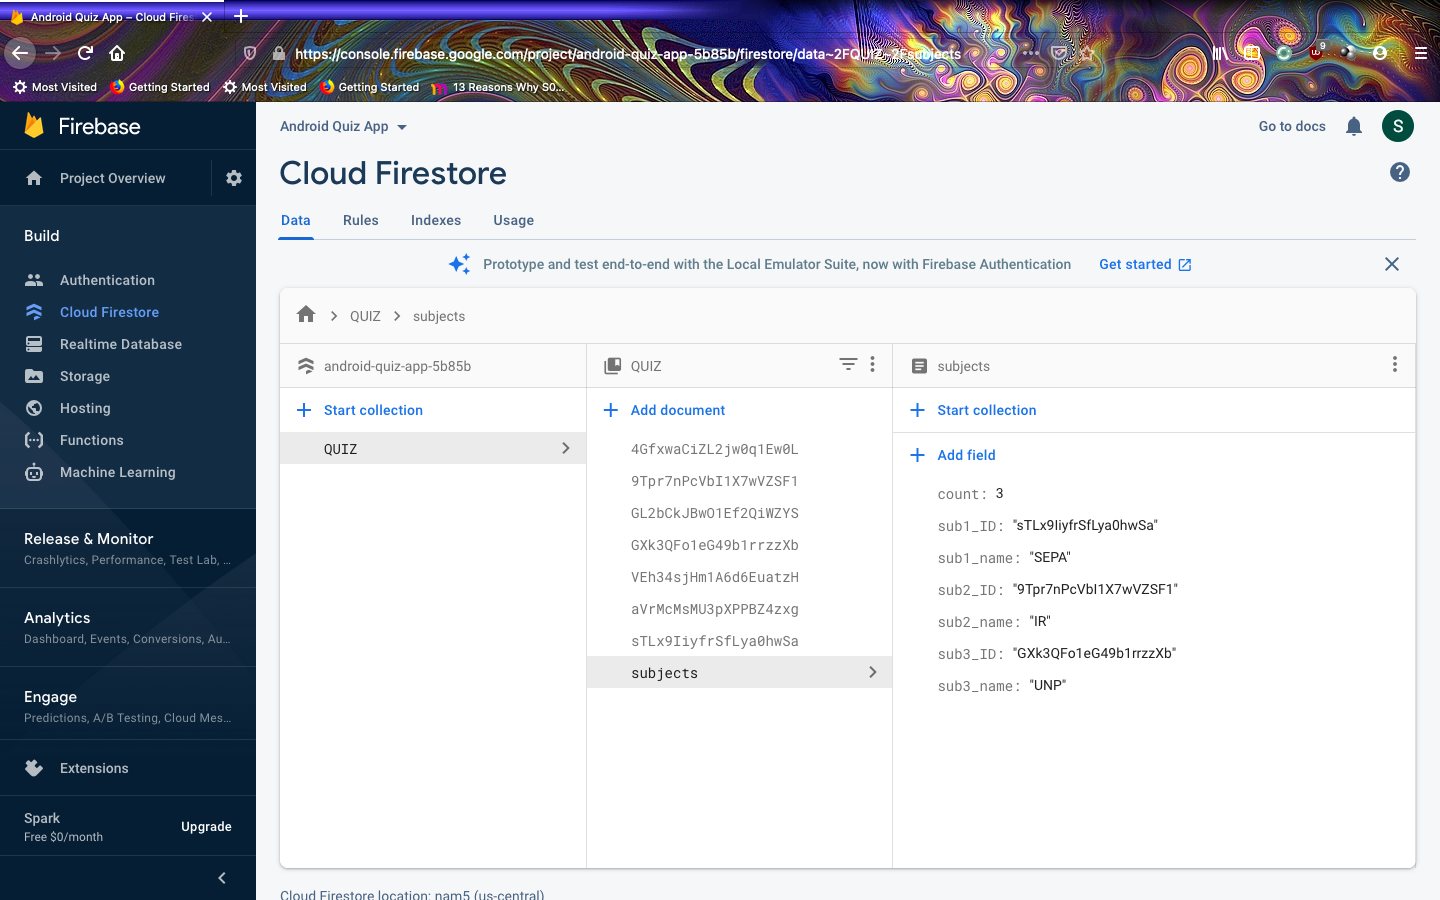 Android Quiz App – Cloud Fires
https://console.firebase.google.com/project/android-quiz-app-5b85b/firestore/data~2FQUIZ~2Fsubjects
9
Most Visited
Getting Started
Most Visited
Getting Started
13 Reasons Why S0...
Firebase
Project Overview
Build
Authentication
Cloud Firestore
Realtime Database
Storage
Hosting
Functions
Machine Learning
Release & Monitor
Crashlytics, Performance, Test Lab, ...
Analytics
Dashboard, Events, Conversions, Au...
Engage
Predictions, A/B Testing, Cloud Mes...
Extensions
Spark
Free $0/month
Upgrade
Android Quiz App
Go to docs
S
Cloud Firestore
Data Rules Indexes Usage
Prototype and test end-to-end with the Local Emulator Suite, now with Firebase Authentication Get started
QUIZ > subjects
android-quiz-app-5b85b
Start collection
QUIZ
QUIZ
Add document
4GfxwaCiZL2jw0q1Ew0L
9Tpr7nPcVbI1X7wVZSF1
GL2bCkJBwO1Ef2QiWZYS
GXk3QFo1eG49b1rrzzXb
VEh34sjHm1A6d6EuatzH
aVrMcMsMU3pXPPBZ4zxg
sTLx9IiyfrSfLya0hwSa
subjects
subjects
Start collection
Add field
count: 3
sub1_ID: "sTLx9IiyfrSfLya0hwSa"
sub1_name: "SEPA"
sub2_ID: "9Tpr7nPcVbI1X7wVZSF1"
sub2_name: "IR"
sub3_ID: "GXk3QFo1eG49b1rrzzXb"
sub3_name: "UNP"
Cloud Firestore location: nam5 (us-central)